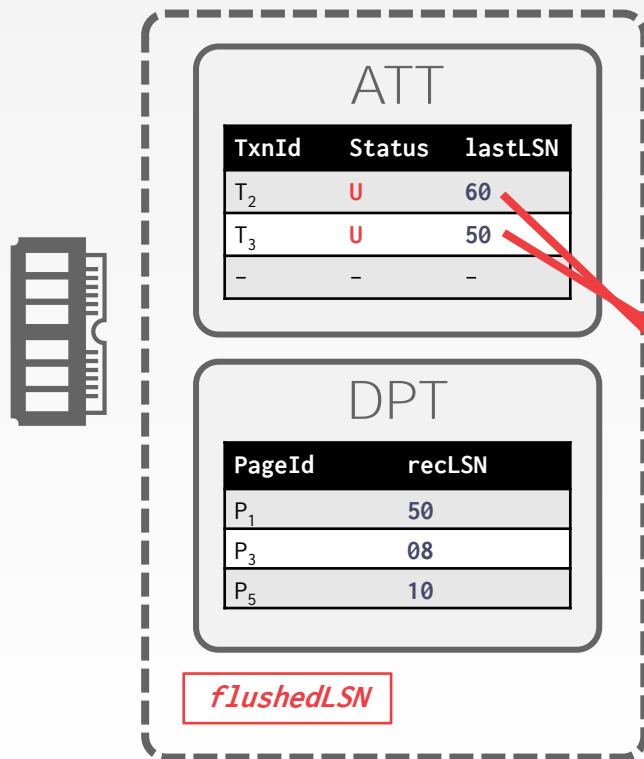 ATT
TxnId Status lastLSN
T₂ U 60
T₃ U 50
– – –
DPT
PageId recLSN
P₁ 50
P₃ 08
P₅ 10
flushedLSN